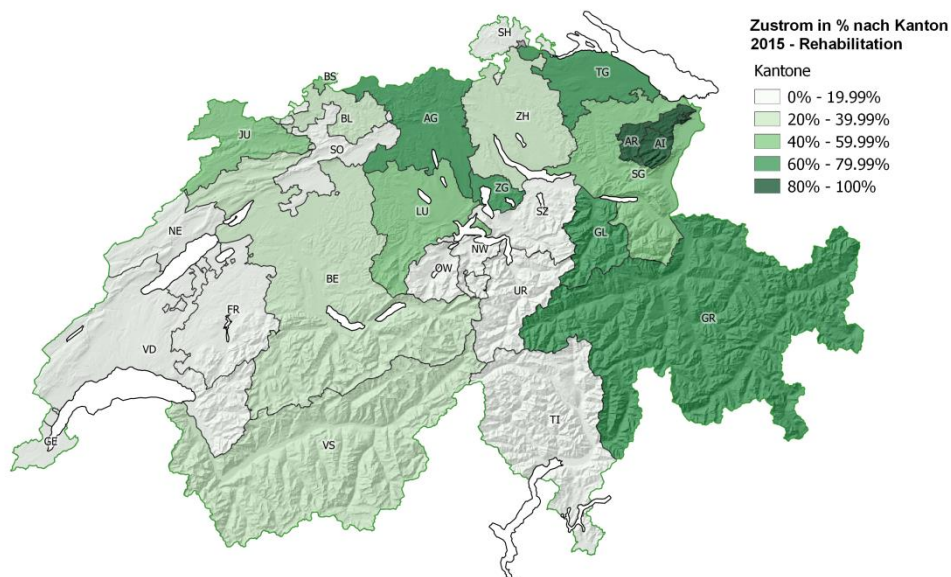 Zustrom in % nach Kanton
2015 - Rehabilitation
Kantone
0% - 19.99%
20% - 39.99%
40% - 59.99%
60% - 79.99%
80% - 100%
SH
BS
TG
BL
AG
ZH
JU
SO
AR
AI
SG
ZG
LU
SZ
NE
NW
GL
OW
BE
UR
FR
GR
VD
TI
GE
VS